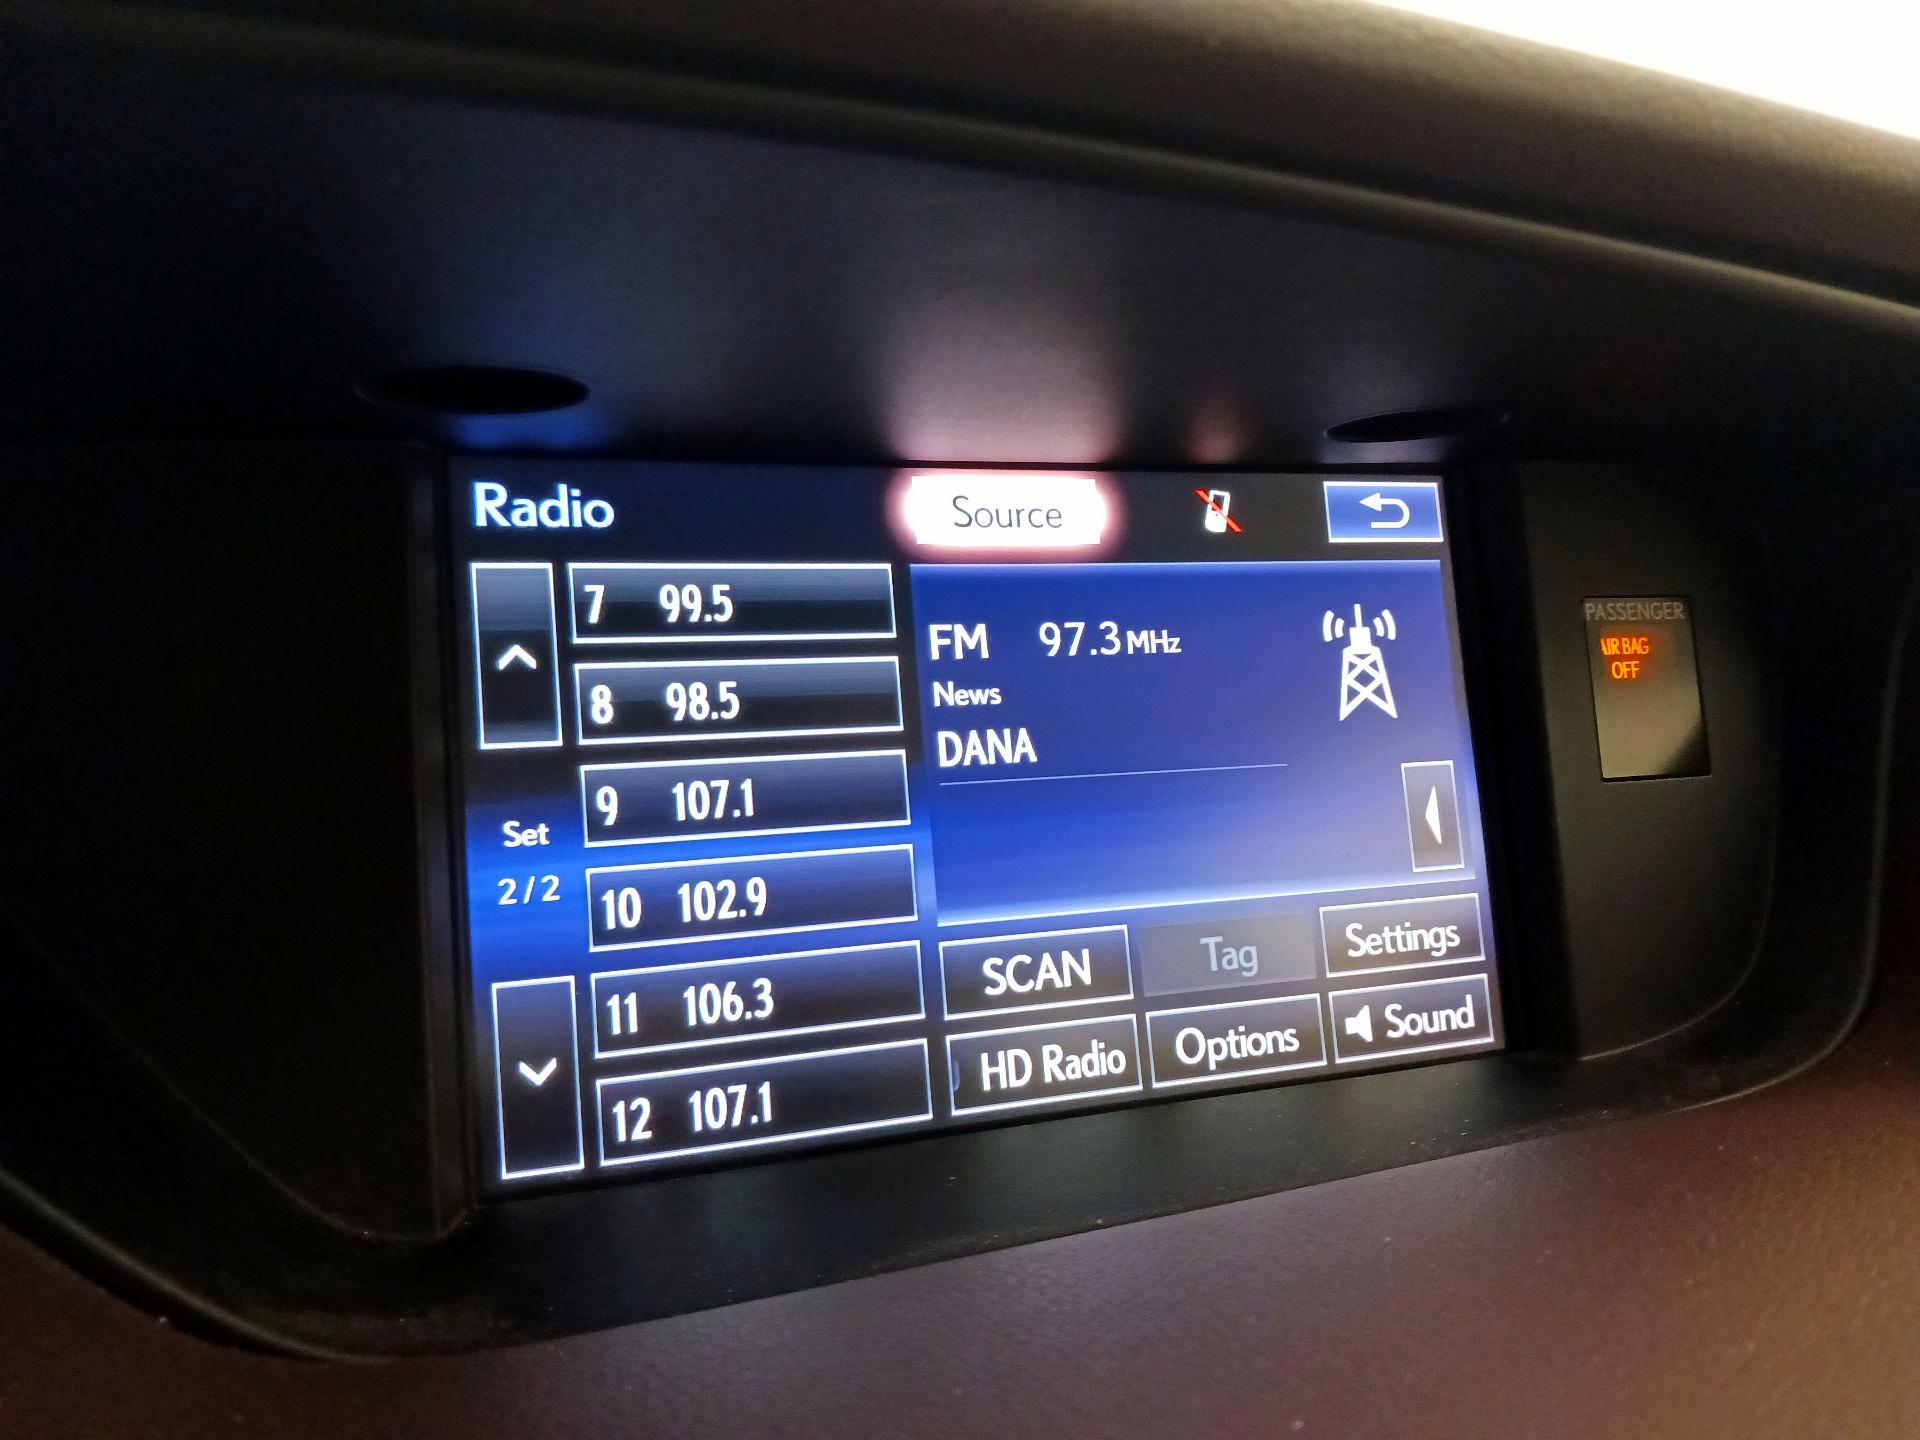 Radio
Source
7 99.5
8 98.5
9 107.1
10 102.9
11 106.3
12 107.1
Set
2/2
FM 97.3 MHz
News
DANA
SCAN
Tag
Settings
HD Radio
Options
Sound
PASSENGER
AIR BAG
OFF